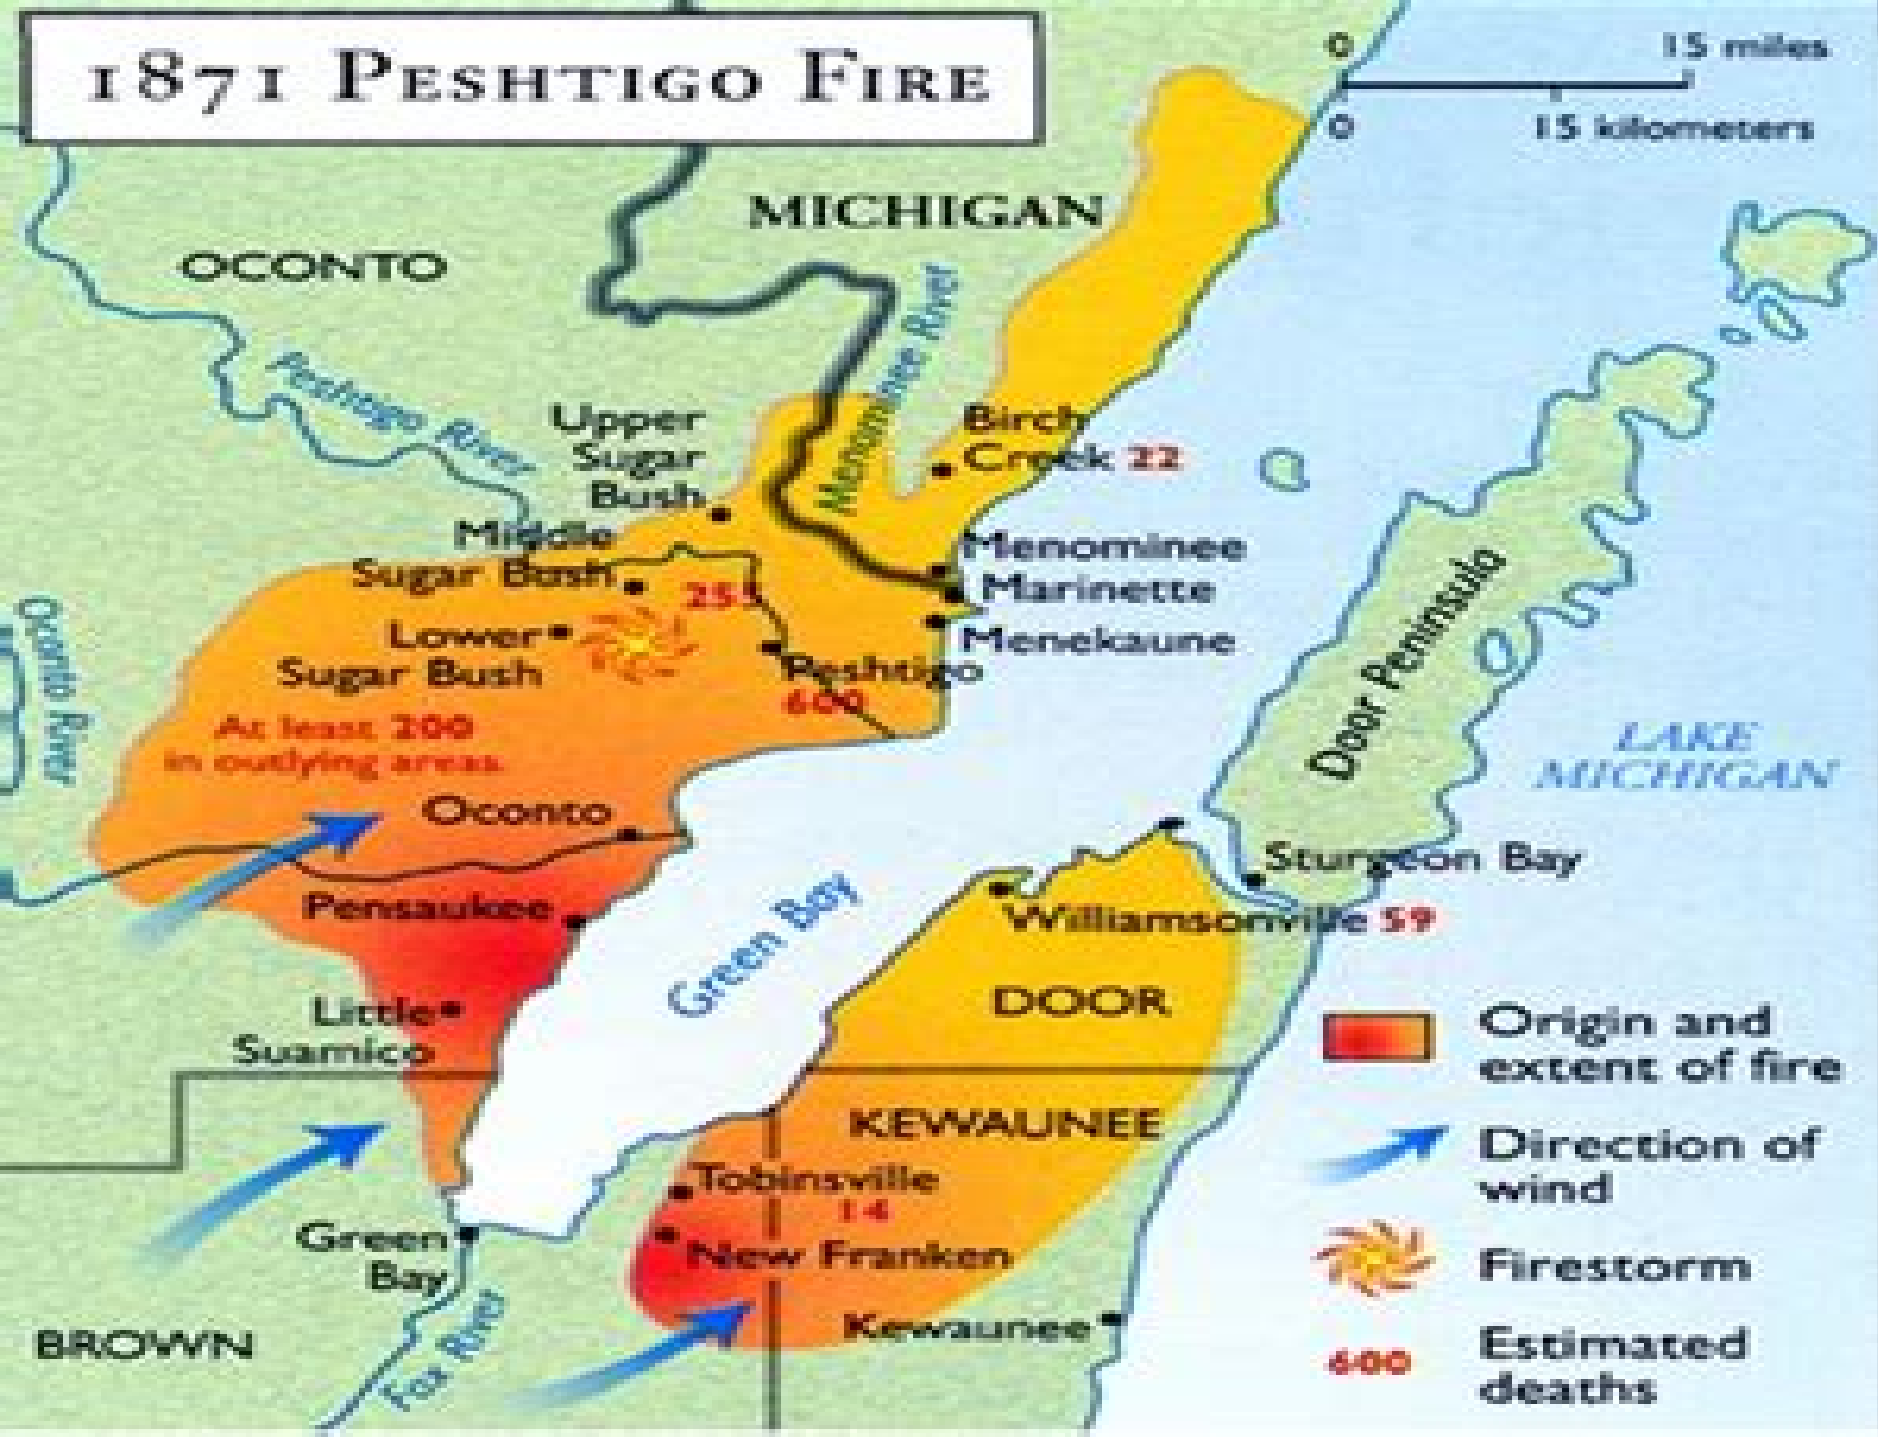 1871 PESHTIGO FIRE
0
15 miles
0
15 kilometers
MICHIGAN
OCONTO
Peshtigo River
Menominee River
Upper
Sugar
Bush
Birch
Creek 22
Middle
Sugar Bush
255
Menominee
Marinette
Menekaune
Lower
Sugar Bush
Peshtigo
600
Oconto River
At least 200
in outlying areas
Oconto
Door Peninsula
LAKE
MICHIGAN
Sturgeon Bay
Pensaukee
Green Bay
Williamsonville 59
Little
Suamico
DOOR
KEWAUNEE
Tobinsville
14
New Franken
Green
Bay
Fox River
BROWN
Kewaunee
Origin and
extent of fire
Direction of
wind
Firestorm
600
Estimated
deaths